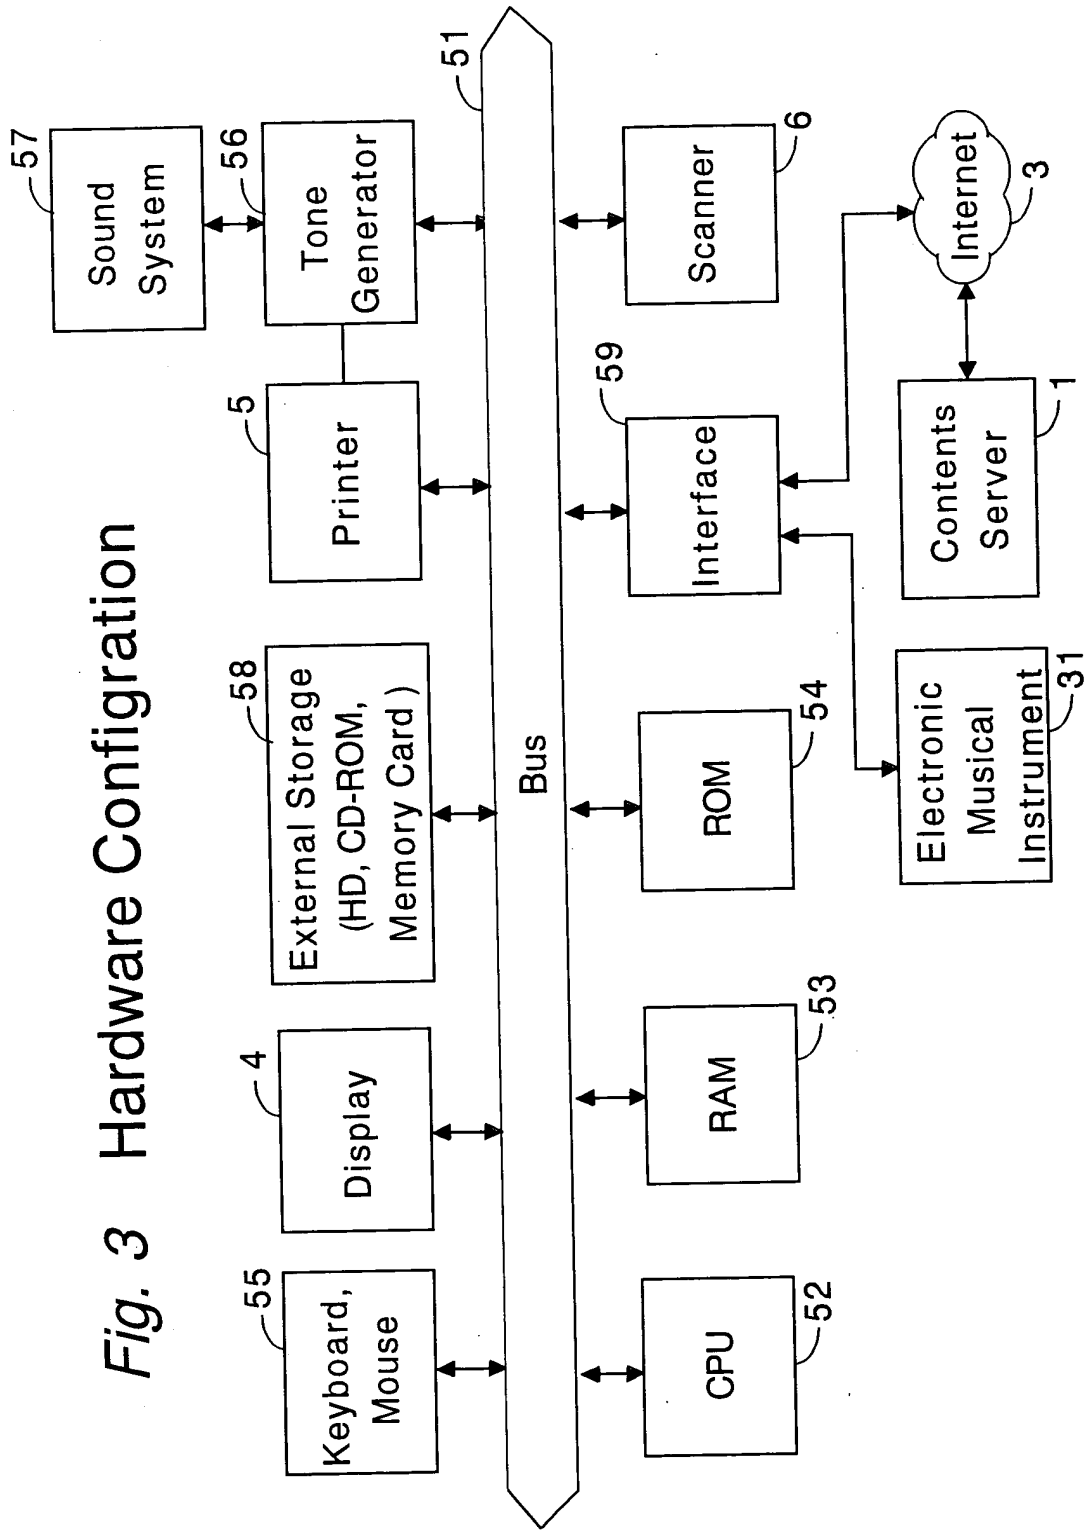 Fig. 3 Hardware Configration
55
Keyboard,
Mouse
4
Display
58
External Storage
(HD, CD-ROM,
Memory Card)
5
Printer
56
Tone
Generator
57
Sound
System
51
Bus
CPU
52
RAM
53
ROM
54
59
Interface
Scanner
6
Electronic
Musical
Instrument
31
Contents
Server
1
Internet
3